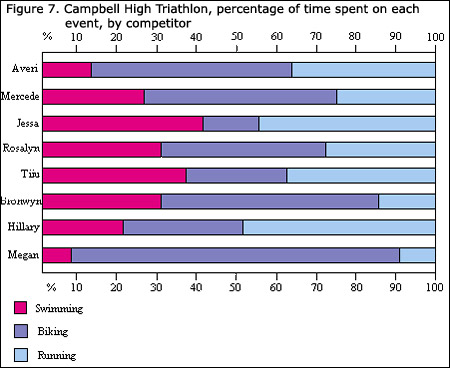 Figure 7. Campbell High Triathlon, percentage of time spent on each
event, by competitor
% 10 20 30 40 50 60 70 80 90 100
Averi
Mercede
Jessa
Rosalyn
Tiiu
Bronwyn
Hillary
Megan
% 10 20 30 40 50 60 70 80 90 100
Swimming
Biking
Running